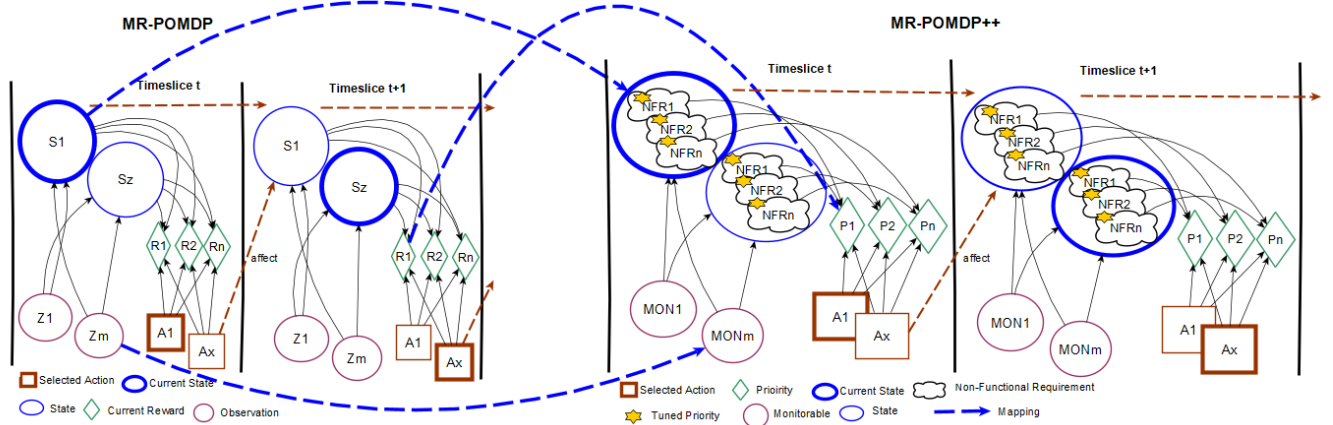 MR-POMDP
MR-POMDP++
Timeslice t
Timeslice t+1
S1
Sz
R1
R2
Rn
Z1
Zm
A1
Ax
affect
S1
Sz
R1
R2
Rn
Z1
Zm
A1
Ax
Selected Action
Current State
State
Current Reward
Observation
Timeslice t
Timeslice t+1
NFR1
NFR2
NFRn
NFR1
NFR2
NFRn
P1
P2
Pn
MON1
MONm
A1
Ax
affect
NFR1
NFR2
NFRn
NFR1
NFR2
NFRn
P1
P2
Pn
MON1
MONm
A1
Ax
Selected Action
Prioirity
Current State
Non-Functional Requirement
Tuned Priority
Monitorable
State
Mapping